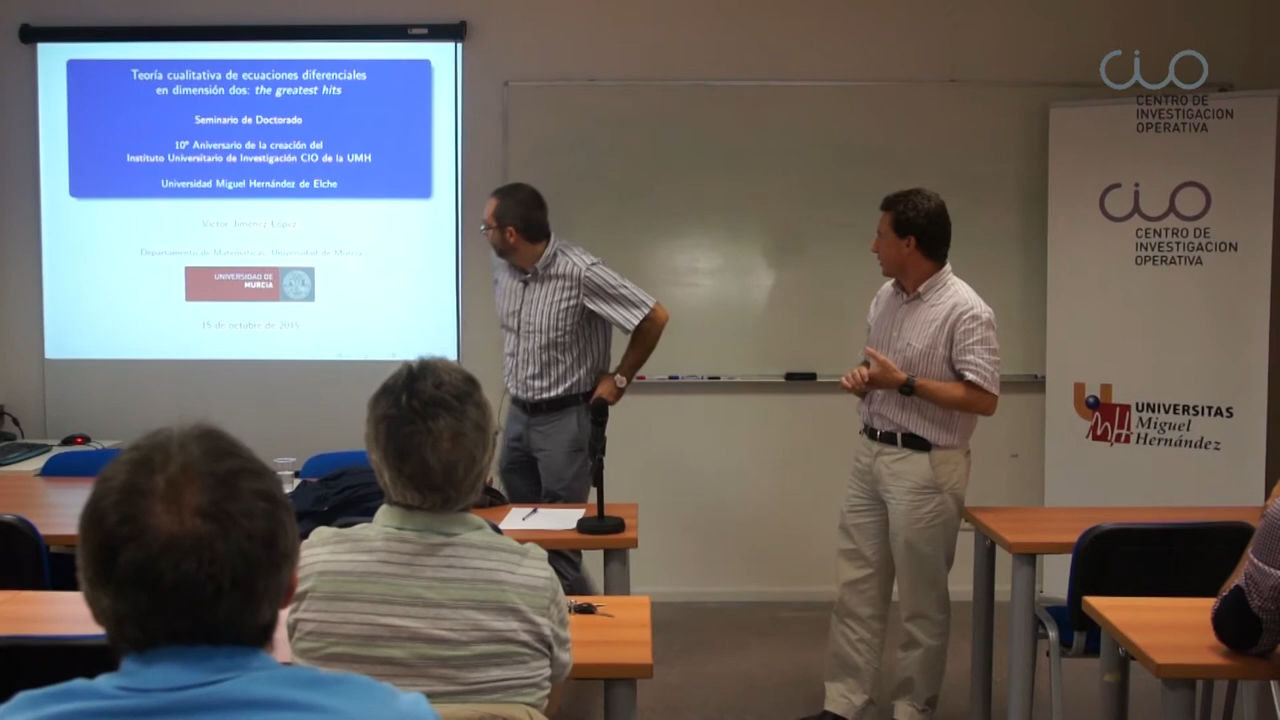 Teoría cualitativa de ecuaciones diferenciales
en dimensión dos: the greatest hits
Seminario de Doctorado
10º Aniversario de la creación del
Instituto Universitario de Investigación CIO de la UMH
Universidad Miguel Hernández de Elche
Víctor Jiménez López
Departamento de Matemáticas. Universidad de Murcia
UNIVERSIDAD DE
MURCIA
15 de octubre de 2015
CIO
CENTRO DE
INVESTIGACION
OPERATIVA
CIO
CENTRO DE
INVESTIGACION
OPERATIVA
UMH
UNIVERSITAS
Miguel
Hernández